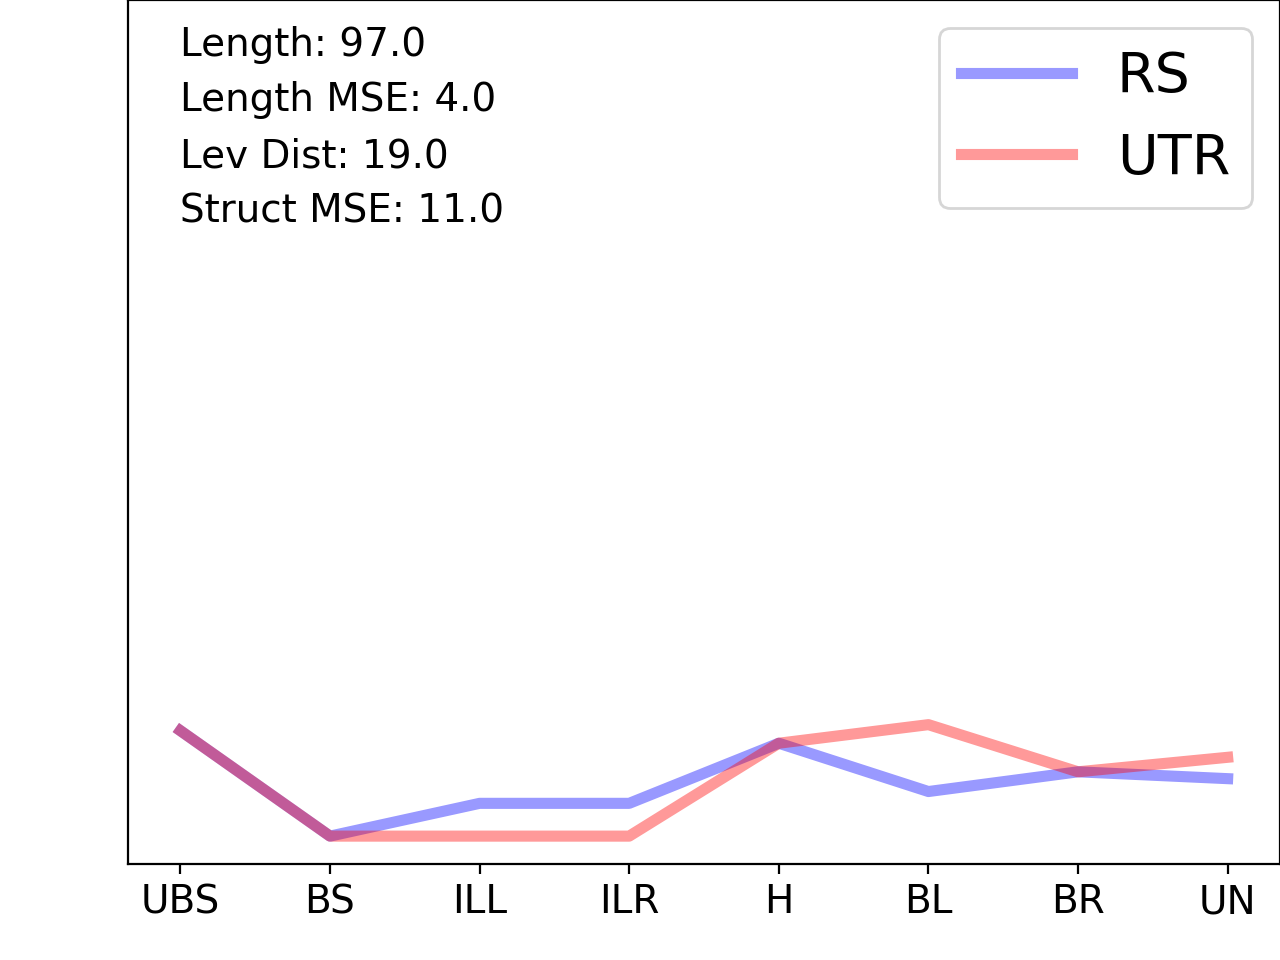 Length: 97.0
Length MSE: 4.0
Lev Dist: 19.0
Struct MSE: 11.0
RS
UTR
UBS BS ILL ILR H BL BR UN